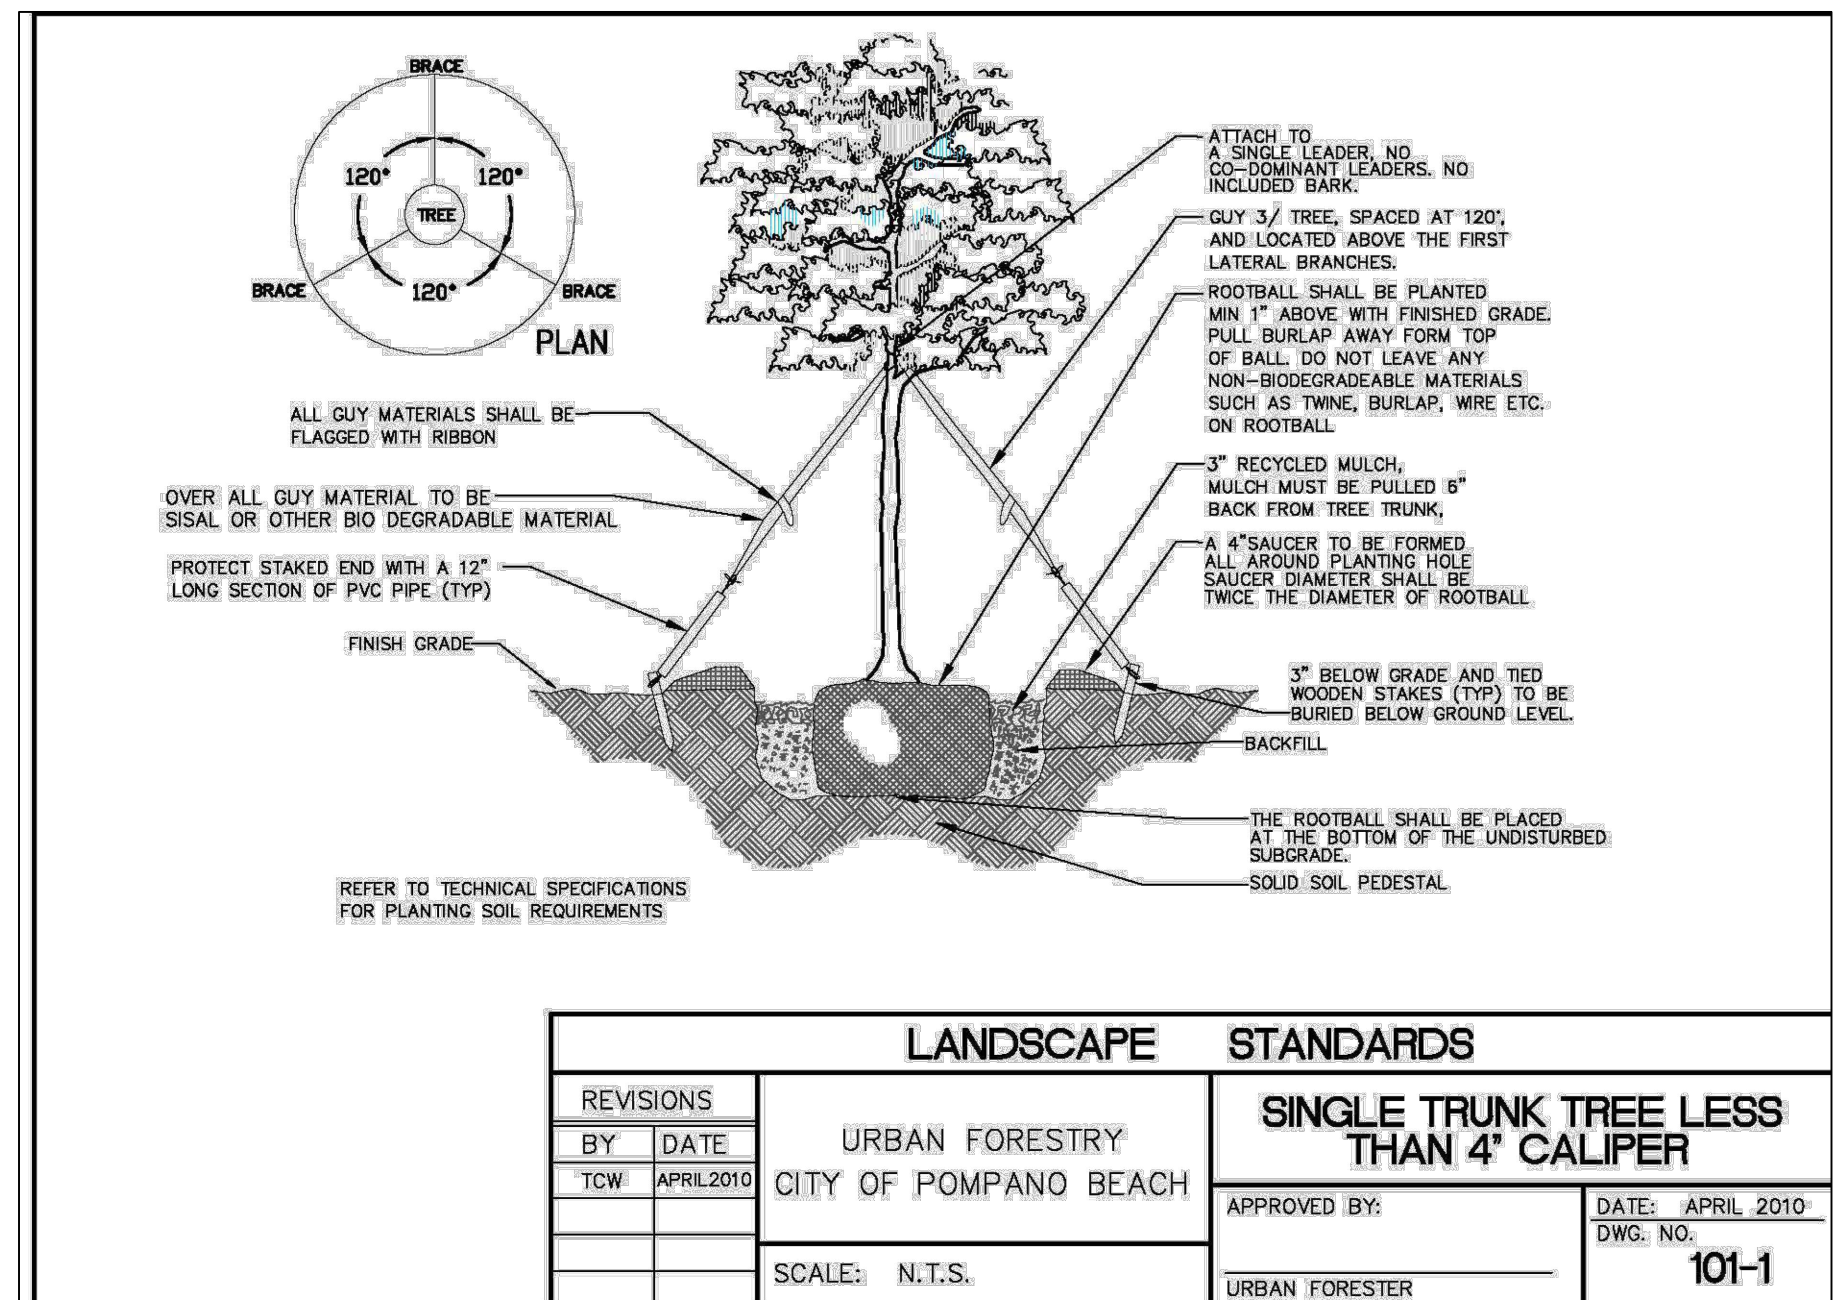 BRACE
120° 120°
TREE
BRACE 120° BRACE
PLAN
ALL GUY MATERIALS SHALL BE
FLAGGED WITH RIBBON
OVER ALL GUY MATERIAL TO BE
SISAL OR OTHER BIO DEGRADABLE MATERIAL
PROTECT STAKED END WITH A 12"
LONG SECTION OF PVC PIPE (TYP)
FINISH GRADE
ATTACH TO
A SINGLE LEADER, NO
CO-DOMINANT LEADERS. NO
INCLUDED BARK.
GUY 3/ TREE, SPACED AT 120°,
AND LOCATED ABOVE THE FIRST
LATERAL BRANCHES.
ROOTBALL SHALL BE PLANTED
MIN 1" ABOVE WITH FINISHED GRADE.
PULL BURLAP AWAY FORM TOP
OF BALL. DO NOT LEAVE ANY
NON-BIODEGRADEABLE MATERIALS
SUCH AS TWINE, BURLAP, WIRE ETC.
ON ROOTBALL
3" RECYCLED MULCH,
MULCH MUST BE PULLED 6"
BACK FROM TREE TRUNK,
A 4"SAUCER TO BE FORMED
ALL AROUND PLANTING HOLE
SAUCER DIAMETER SHALL BE
TWICE THE DIAMETER OF ROOTBALL
3" BELOW GRADE AND TIED
WOODEN STAKES (TYP) TO BE
BURIED BELOW GROUND LEVEL.
BACKFILL
THE ROOTBALL SHALL BE PLACED
AT THE BOTTOM OF THE UNDISTURBED
SUBGRADE.
SOLID SOIL PEDESTAL
REFER TO TECHNICAL SPECIFICATIONS
FOR PLANTING SOIL REQUIREMENTS
LANDSCAPE STANDARDS
REVISIONS
BY DATE
TCW APRIL2010
URBAN FORESTRY
CITY OF POMPANO BEACH
SCALE: N.T.S.
SINGLE TRUNK TREE LESS
THAN 4" CALIPER
APPROVED BY:
URBAN FORESTER
DATE: APRIL 2010
DWG. NO.
101-1